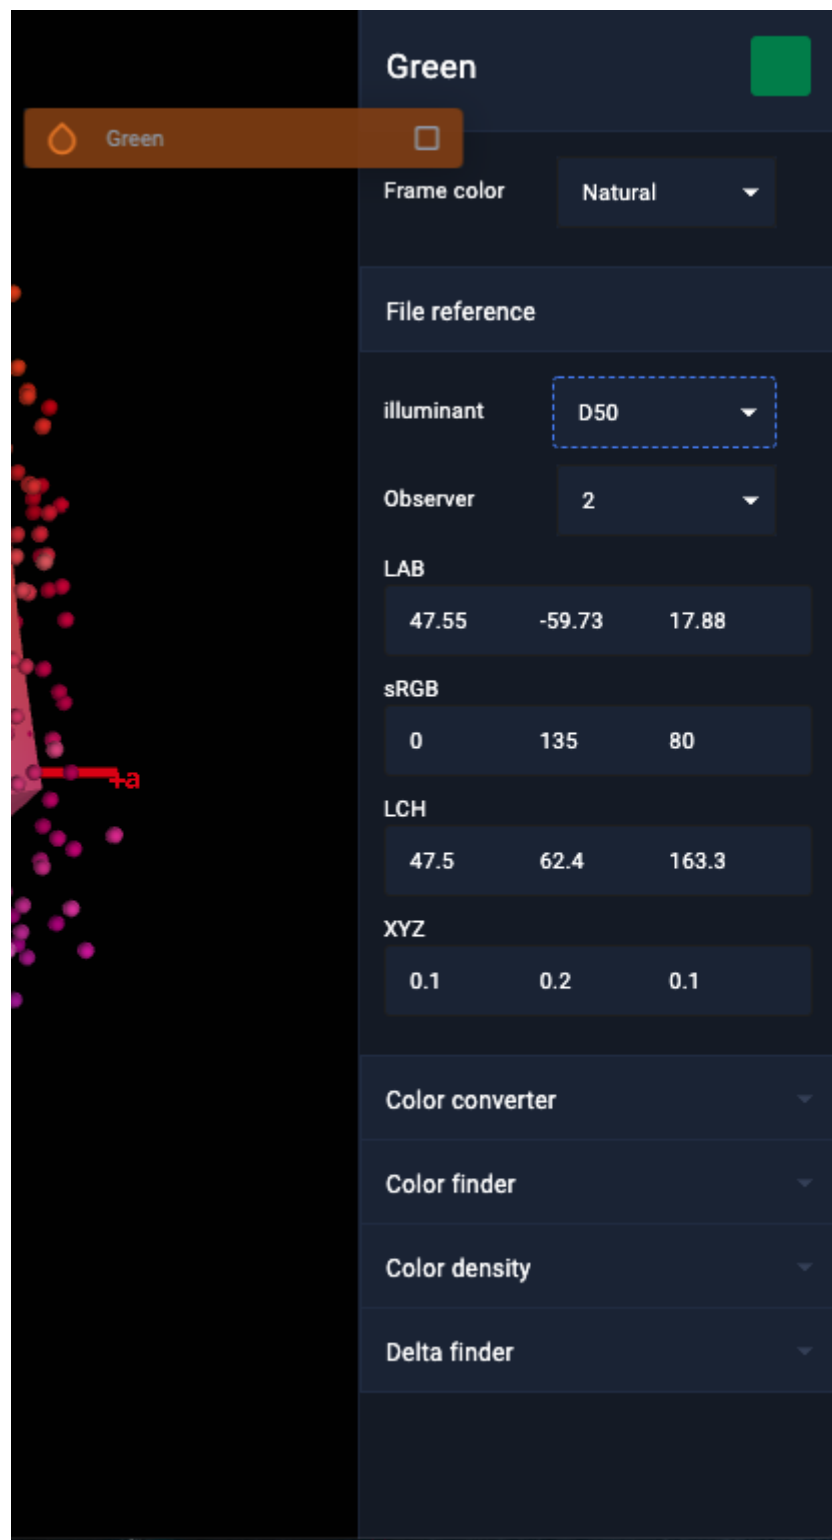 Green
Green
Frame color Natural
File reference
illuminant D50
Observer 2
LAB
47.55 -59.73 17.88
sRGB
0 135 80
+a
LCH
47.5 62.4 163.3
XYZ
0.1 0.2 0.1
Color converter
Color finder
Color density
Delta finder